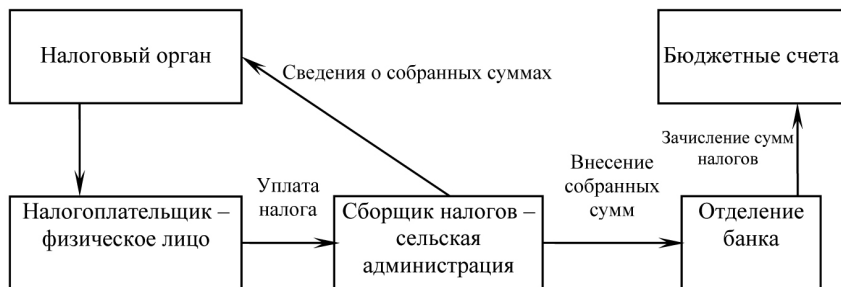 Налоговый орган
Бюджетные счета
Сведения о собранных суммах
Зачисление сумм
налогов
Уплата
налога
Внесение
собранных
сумм
Налогоплательщик –
физическое лицо
Сборщик налогов –
сельская
администрация
Отделение
банка